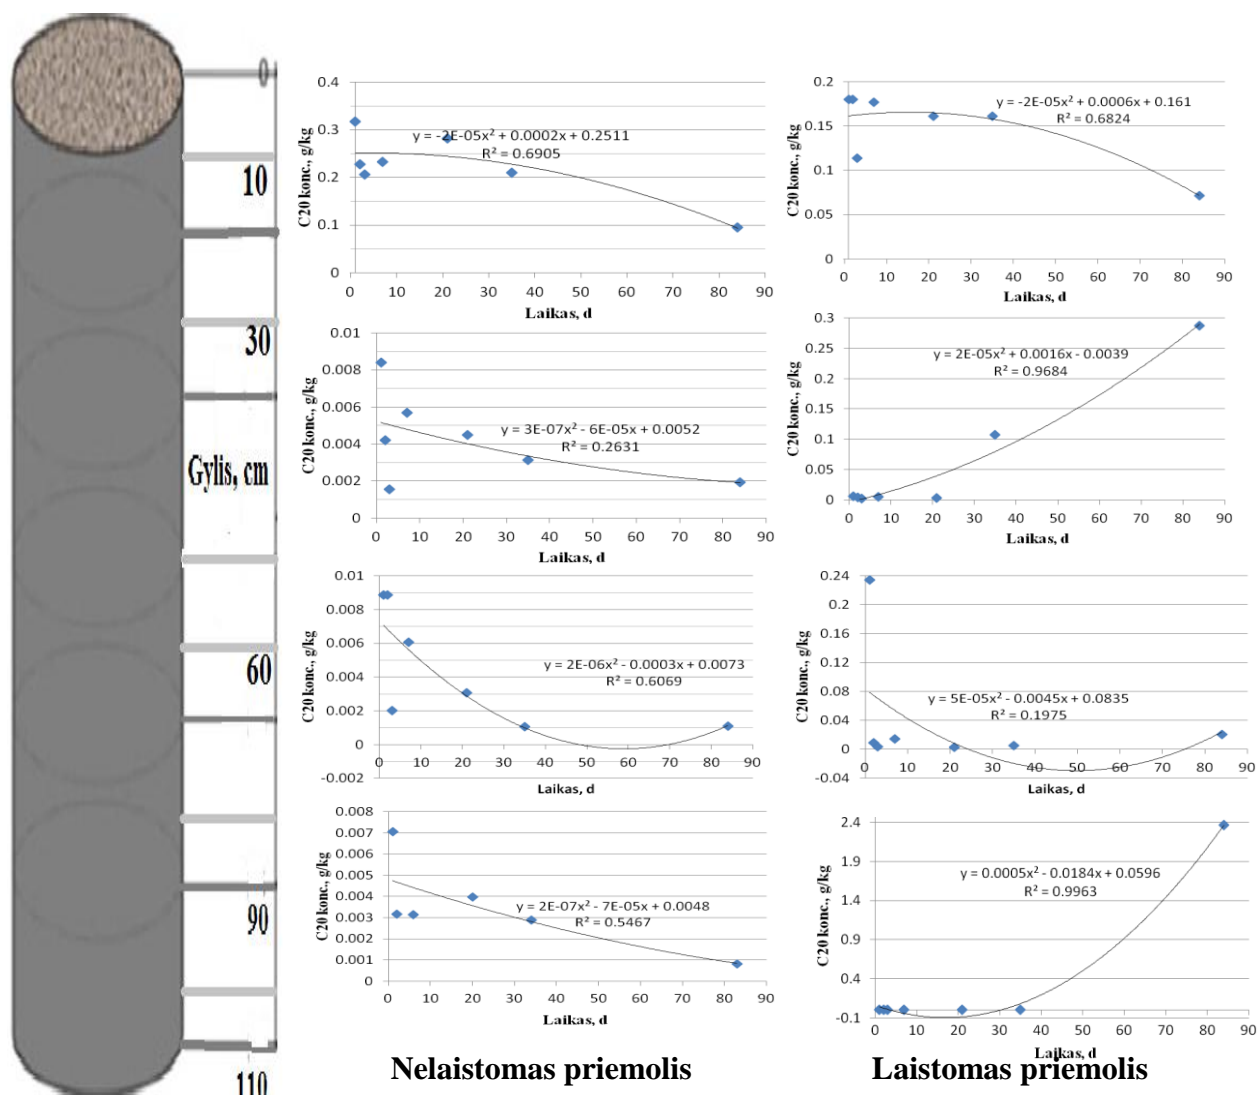 0
10
30
Gylis, cm
60
90
110
C20 konc., g/kg
0.4
0.3
0.2
0.1
0
y = -2E-05x² + 0.0002x + 0.2511
R² = 0.6905
0 10 20 30 40 50 60 70 80 90
Laikas, d
C20 konc., g/kg
0.2
0.15
0.1
0.05
0
y = -2E-05x² + 0.0006x + 0.161
R² = 0.6824
0 10 20 30 40 50 60 70 80 90
Laikas, d
C20 konc., g/kg
0.01
0.008
0.006
0.004
0.002
0
y = 3E-07x² - 6E-05x + 0.0052
R² = 0.2631
0 10 20 30 40 50 60 70 80 90
Laikas, d
C20 konc., g/kg
0.3
0.25
0.2
0.15
0.1
0.05
0
y = 2E-05x² + 0.0016x - 0.0039
R² = 0.9684
0 10 20 30 40 50 60 70 80 90
Laikas, d
C20 konc., g/kg
0.01
0.008
0.006
0.004
0.002
0
-0.002
y = 2E-06x² - 0.0003x + 0.0073
R² = 0.6069
0 10 20 30 40 50 60 70 80 90
Laikas, d
C20 konc., g/kg
0.24
0.2
0.16
0.12
0.08
0.04
0
-0.04
y = 5E-05x² - 0.0045x + 0.0835
R² = 0.1975
0 10 20 30 40 50 60 70 80 90
Laikas, d
C20 konc., g/kg
0.008
0.007
0.006
0.005
0.004
0.003
0.002
0.001
0
y = 2E-07x² - 7E-05x + 0.0048
R² = 0.5467
0 10 20 30 40 50 60 70 80 90
Laikas, d
C20 konc., g/kg
2.4
1.9
1.4
0.9
0.4
-0.1
y = 0.0005x² - 0.0184x + 0.0596
R² = 0.9963
0 10 20 30 40 50 60 70 80 90
Laikas, d
Nelaistomas priemolis
Laistomas priemolis